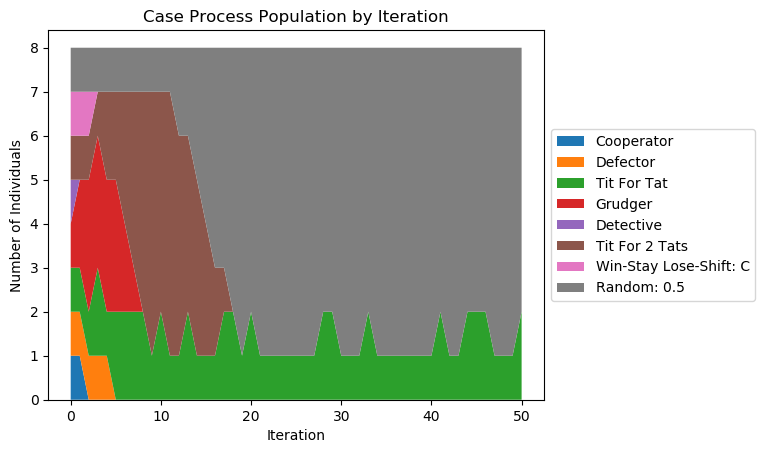 Case Process Population by Iteration
Number of Individuals
8
7
6
5
4
3
2
1
0
0 10 20 30 40 50
Iteration
Cooperator
Defector
Tit For Tat
Grudger
Detective
Tit For 2 Tats
Win-Stay Lose-Shift: C
Random: 0.5